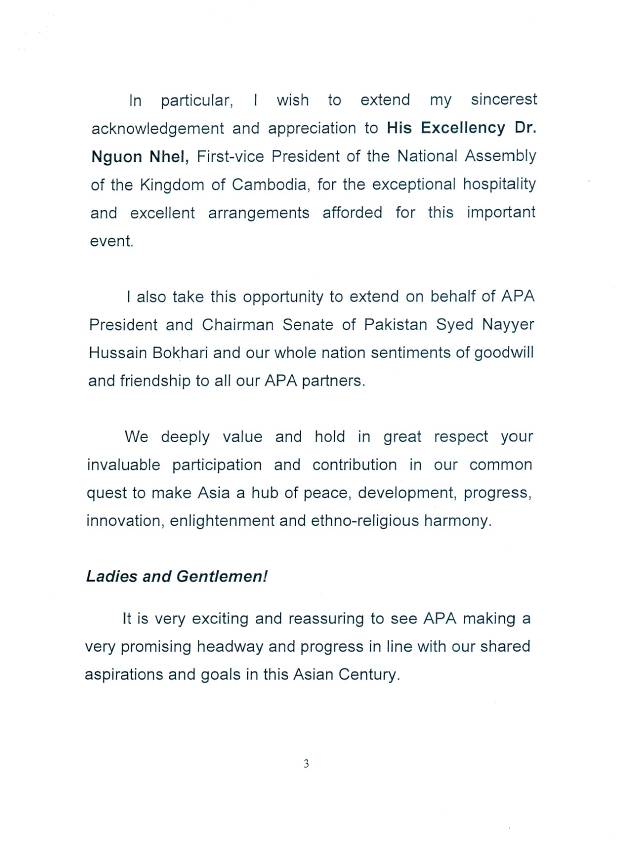 In particular, I wish to extend my sincerest
acknowledgement and appreciation to His Excellency Dr.
Nguon Nhel, First-vice President of the National Assembly
of the Kingdom of Cambodia, for the exceptional hospitality
and excellent arrangements afforded for this important
event.
I also take this opportunity to extend on behalf of APA
President and Chairman Senate of Pakistan Syed Nayyer
Hussain Bokhari and our whole nation sentiments of goodwill
and friendship to all our APA partners.
We deeply value and hold in great respect your
invaluable participation and contribution in our common
quest to make Asia a hub of peace, development, progress,
innovation, enlightenment and ethno-religious harmony.
Ladies and Gentlemen!
It is very exciting and reassuring to see APA making a
very promising headway and progress in line with our shared
aspirations and goals in this Asian Century.
3